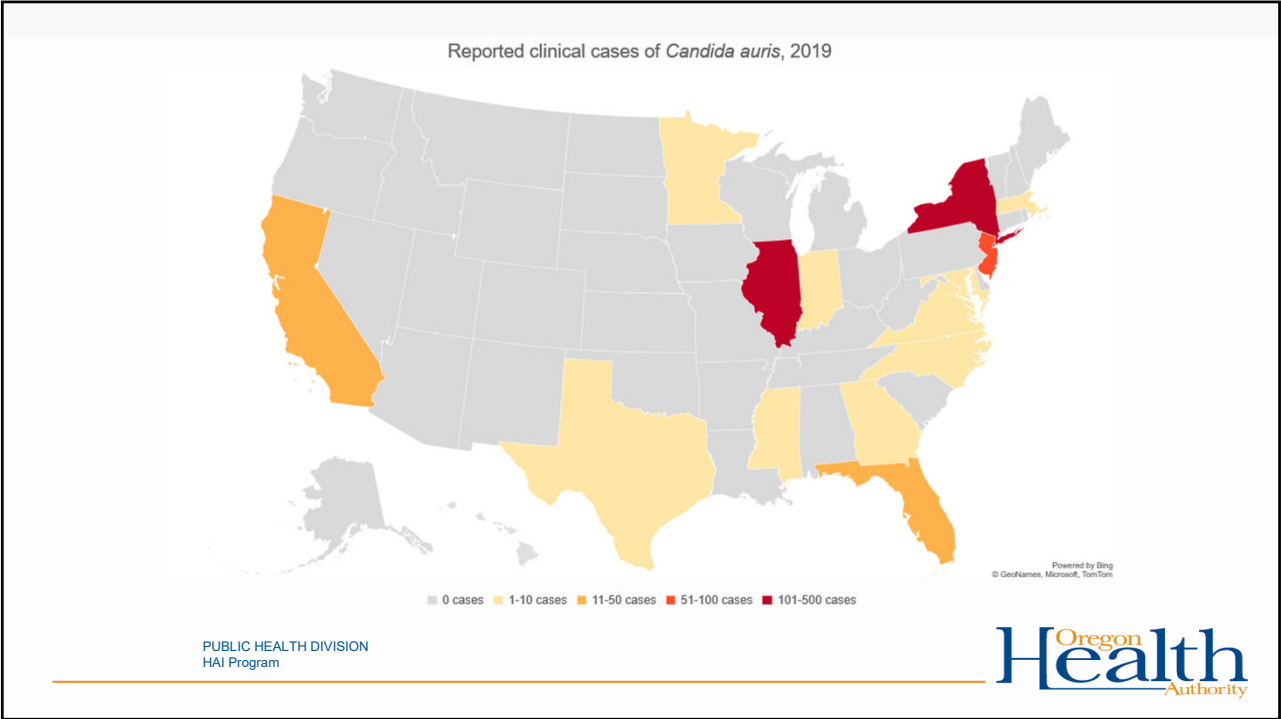 Reported clinical cases of Candida auris, 2019
Powered by Bing
© GeoNames, Microsoft, TomTom
0 cases 1-10 cases 11-50 cases 51-100 cases 101-500 cases
PUBLIC HEALTH DIVISION
HAI Program
Oregon
Health
Authority